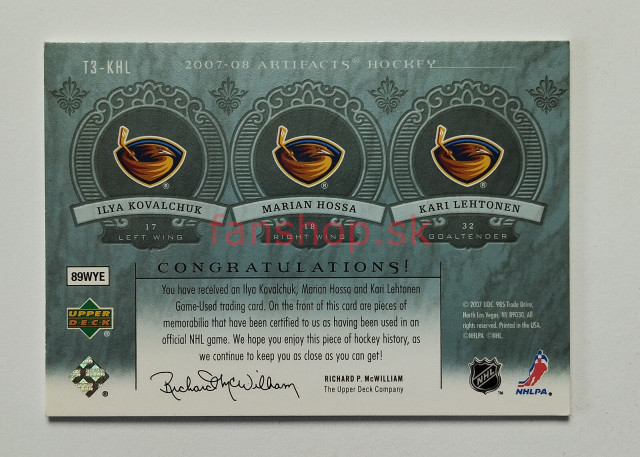 T3-KHL
2007-08 ARTIFACTS® HOCKEY
® ® ®
ILYA KOVALCHUK MARIAN HOSSA KARI LEHTONEN
17 18 32
LEFT WING RIGHT WING GOALTENDER
fanshop.sk
CONGRATULATIONS!
89WYE
You have received an Ilya Kovalchuk, Marian Hossa and Kari Lehtonen
Game-Used trading card. On the front of this card are pieces of
memorabilia that have been certified to us as having been used in an
official NHL game. We hope you enjoy this piece of hockey history, as
we continue to keep you as close as you can get!
UPPER
DECK
Richard P. McWilliam
RICHARD P. McWILLIAM
The Upper Deck Company
© 2007 UDC, 985 Trade Drive,
North Las Vegas, NV 89030. All
rights reserved. Printed in the USA.
©NHLPA. ©NHL.
NHL
™
NHLPA®